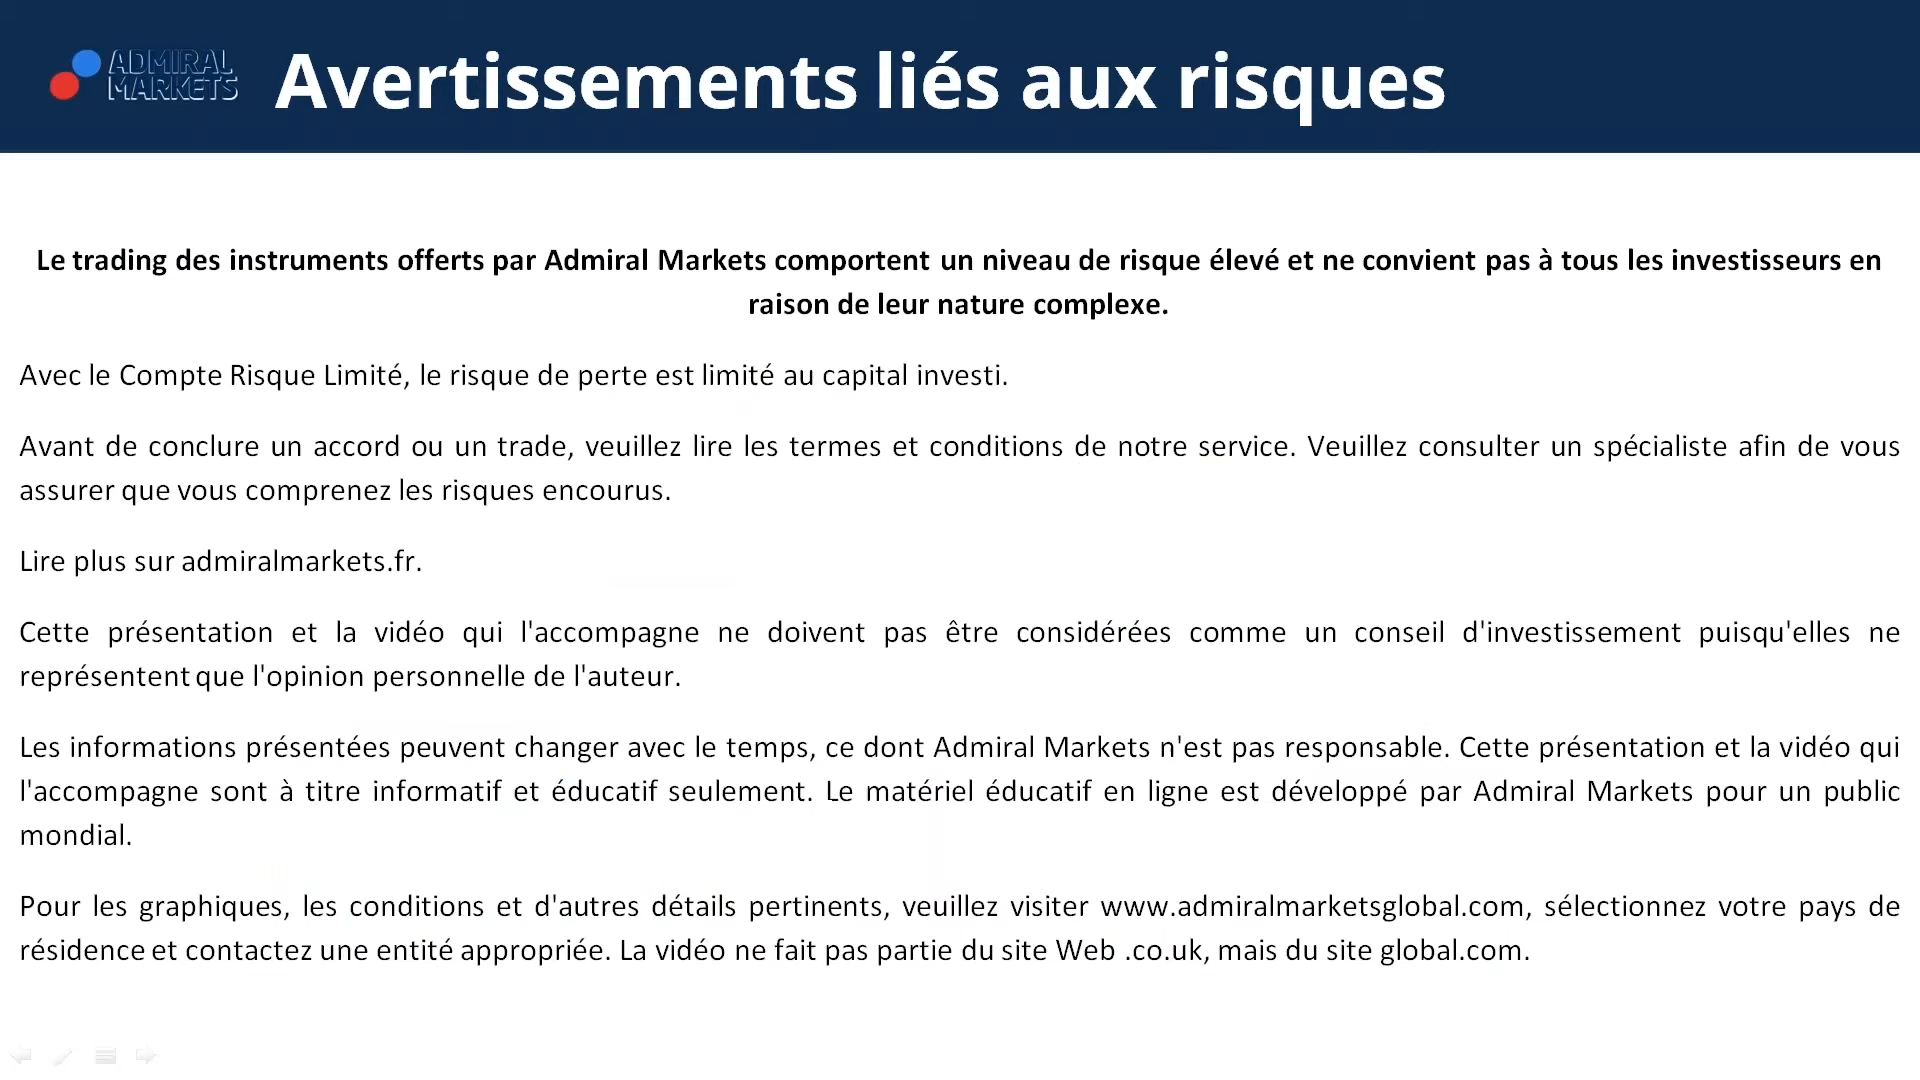 ADMIRAL
MARKETS
Avertissements liés aux risques
Le trading des instruments offerts par Admiral Markets comportent un niveau de risque élevé et ne convient pas à tous les investisseurs en
raison de leur nature complexe.
Avec le Compte Risque Limité, le risque de perte est limité au capital investi.
Avant de conclure un accord ou un trade, veuillez lire les termes et conditions de notre service. Veuillez consulter un spécialiste afin de vous
assurer que vous comprenez les risques encourus.
Lire plus sur admiralmarkets.fr.
Cette présentation et la vidéo qui l'accompagne ne doivent pas être considérées comme un conseil d'investissement puisqu'elles ne
représentent que l'opinion personnelle de l'auteur.
Les informations présentées peuvent changer avec le temps, ce dont Admiral Markets n'est pas responsable. Cette présentation et la vidéo qui
l'accompagne sont à titre informatif et éducatif seulement. Le matériel éducatif en ligne est développé par Admiral Markets pour un public
mondial.
Pour les graphiques, les conditions et d'autres détails pertinents, veuillez visiter www.admiralmarketsglobal.com, sélectionnez votre pays de
résidence et contactez une entité appropriée. La vidéo ne fait pas partie du site Web .co.uk, mais du site global.com.